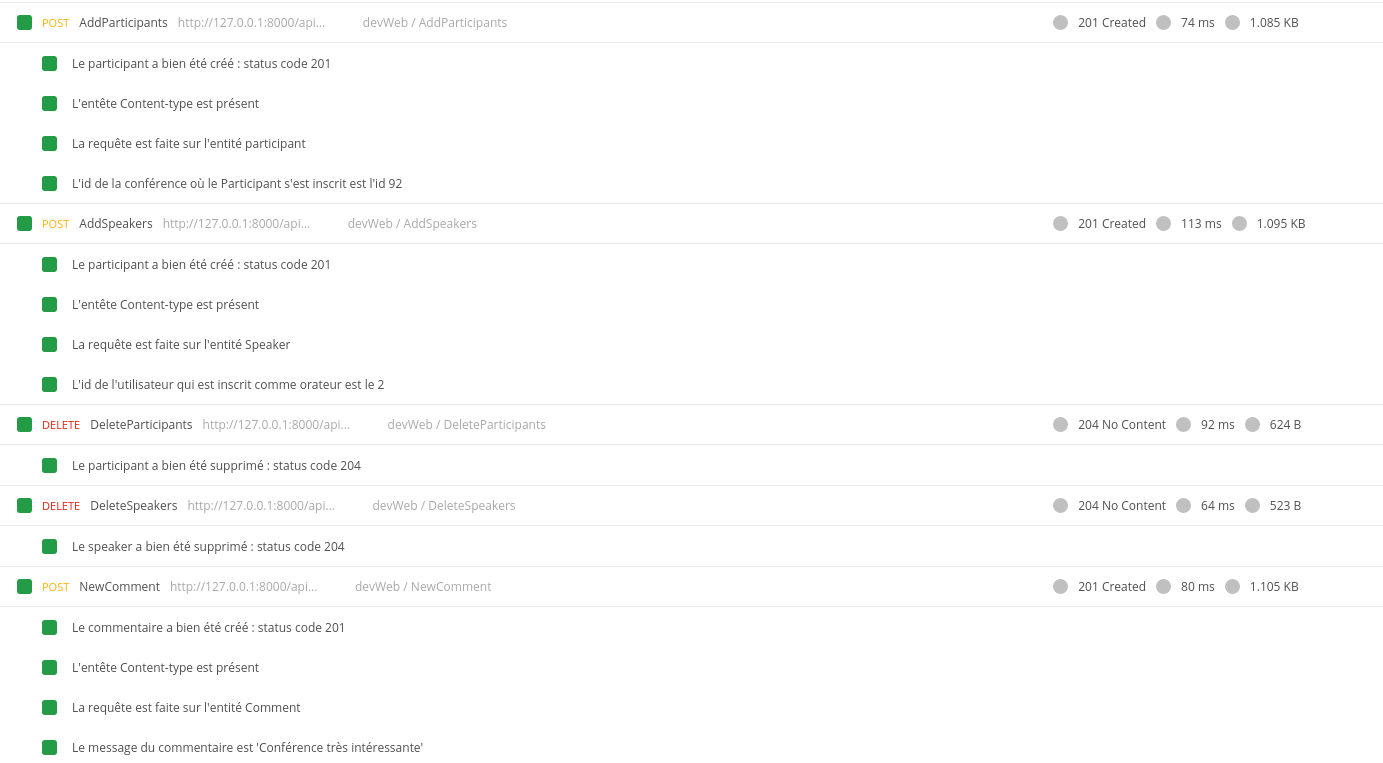 POST AddParticipants http://127.0.0.1:8000/api... devWeb / AddParticipants 201 Created 74 ms 1.085 KB
Le participant a bien été créé : status code 201
L'entête Content-type est présent
La requête est faite sur l'entité participant
L'id de la conférence où le Participant s'est inscrit est l'id 92
POST AddSpeakers http://127.0.0.1:8000/api... devWeb / AddSpeakers 201 Created 113 ms 1.095 KB
Le participant a bien été créé : status code 201
L'entête Content-type est présent
La requête est faite sur l'entité Speaker
L'id de l'utilisateur qui est inscrit comme orateur est le 2
DELETE DeleteParticipants http://127.0.0.1:8000/api... devWeb / DeleteParticipants 204 No Content 92 ms 624 B
Le participant a bien été supprimé : status code 204
DELETE DeleteSpeakers http://127.0.0.1:8000/api... devWeb / DeleteSpeakers 204 No Content 64 ms 523 B
Le speaker a bien été supprimé : status code 204
POST NewComment http://127.0.0.1:8000/api... devWeb / NewComment 201 Created 80 ms 1.105 KB
Le commentaire a bien été créé : status code 201
L'entête Content-type est présent
La requête est faite sur l'entité Comment
Le message du commentaire est 'Conférence très intéressante'